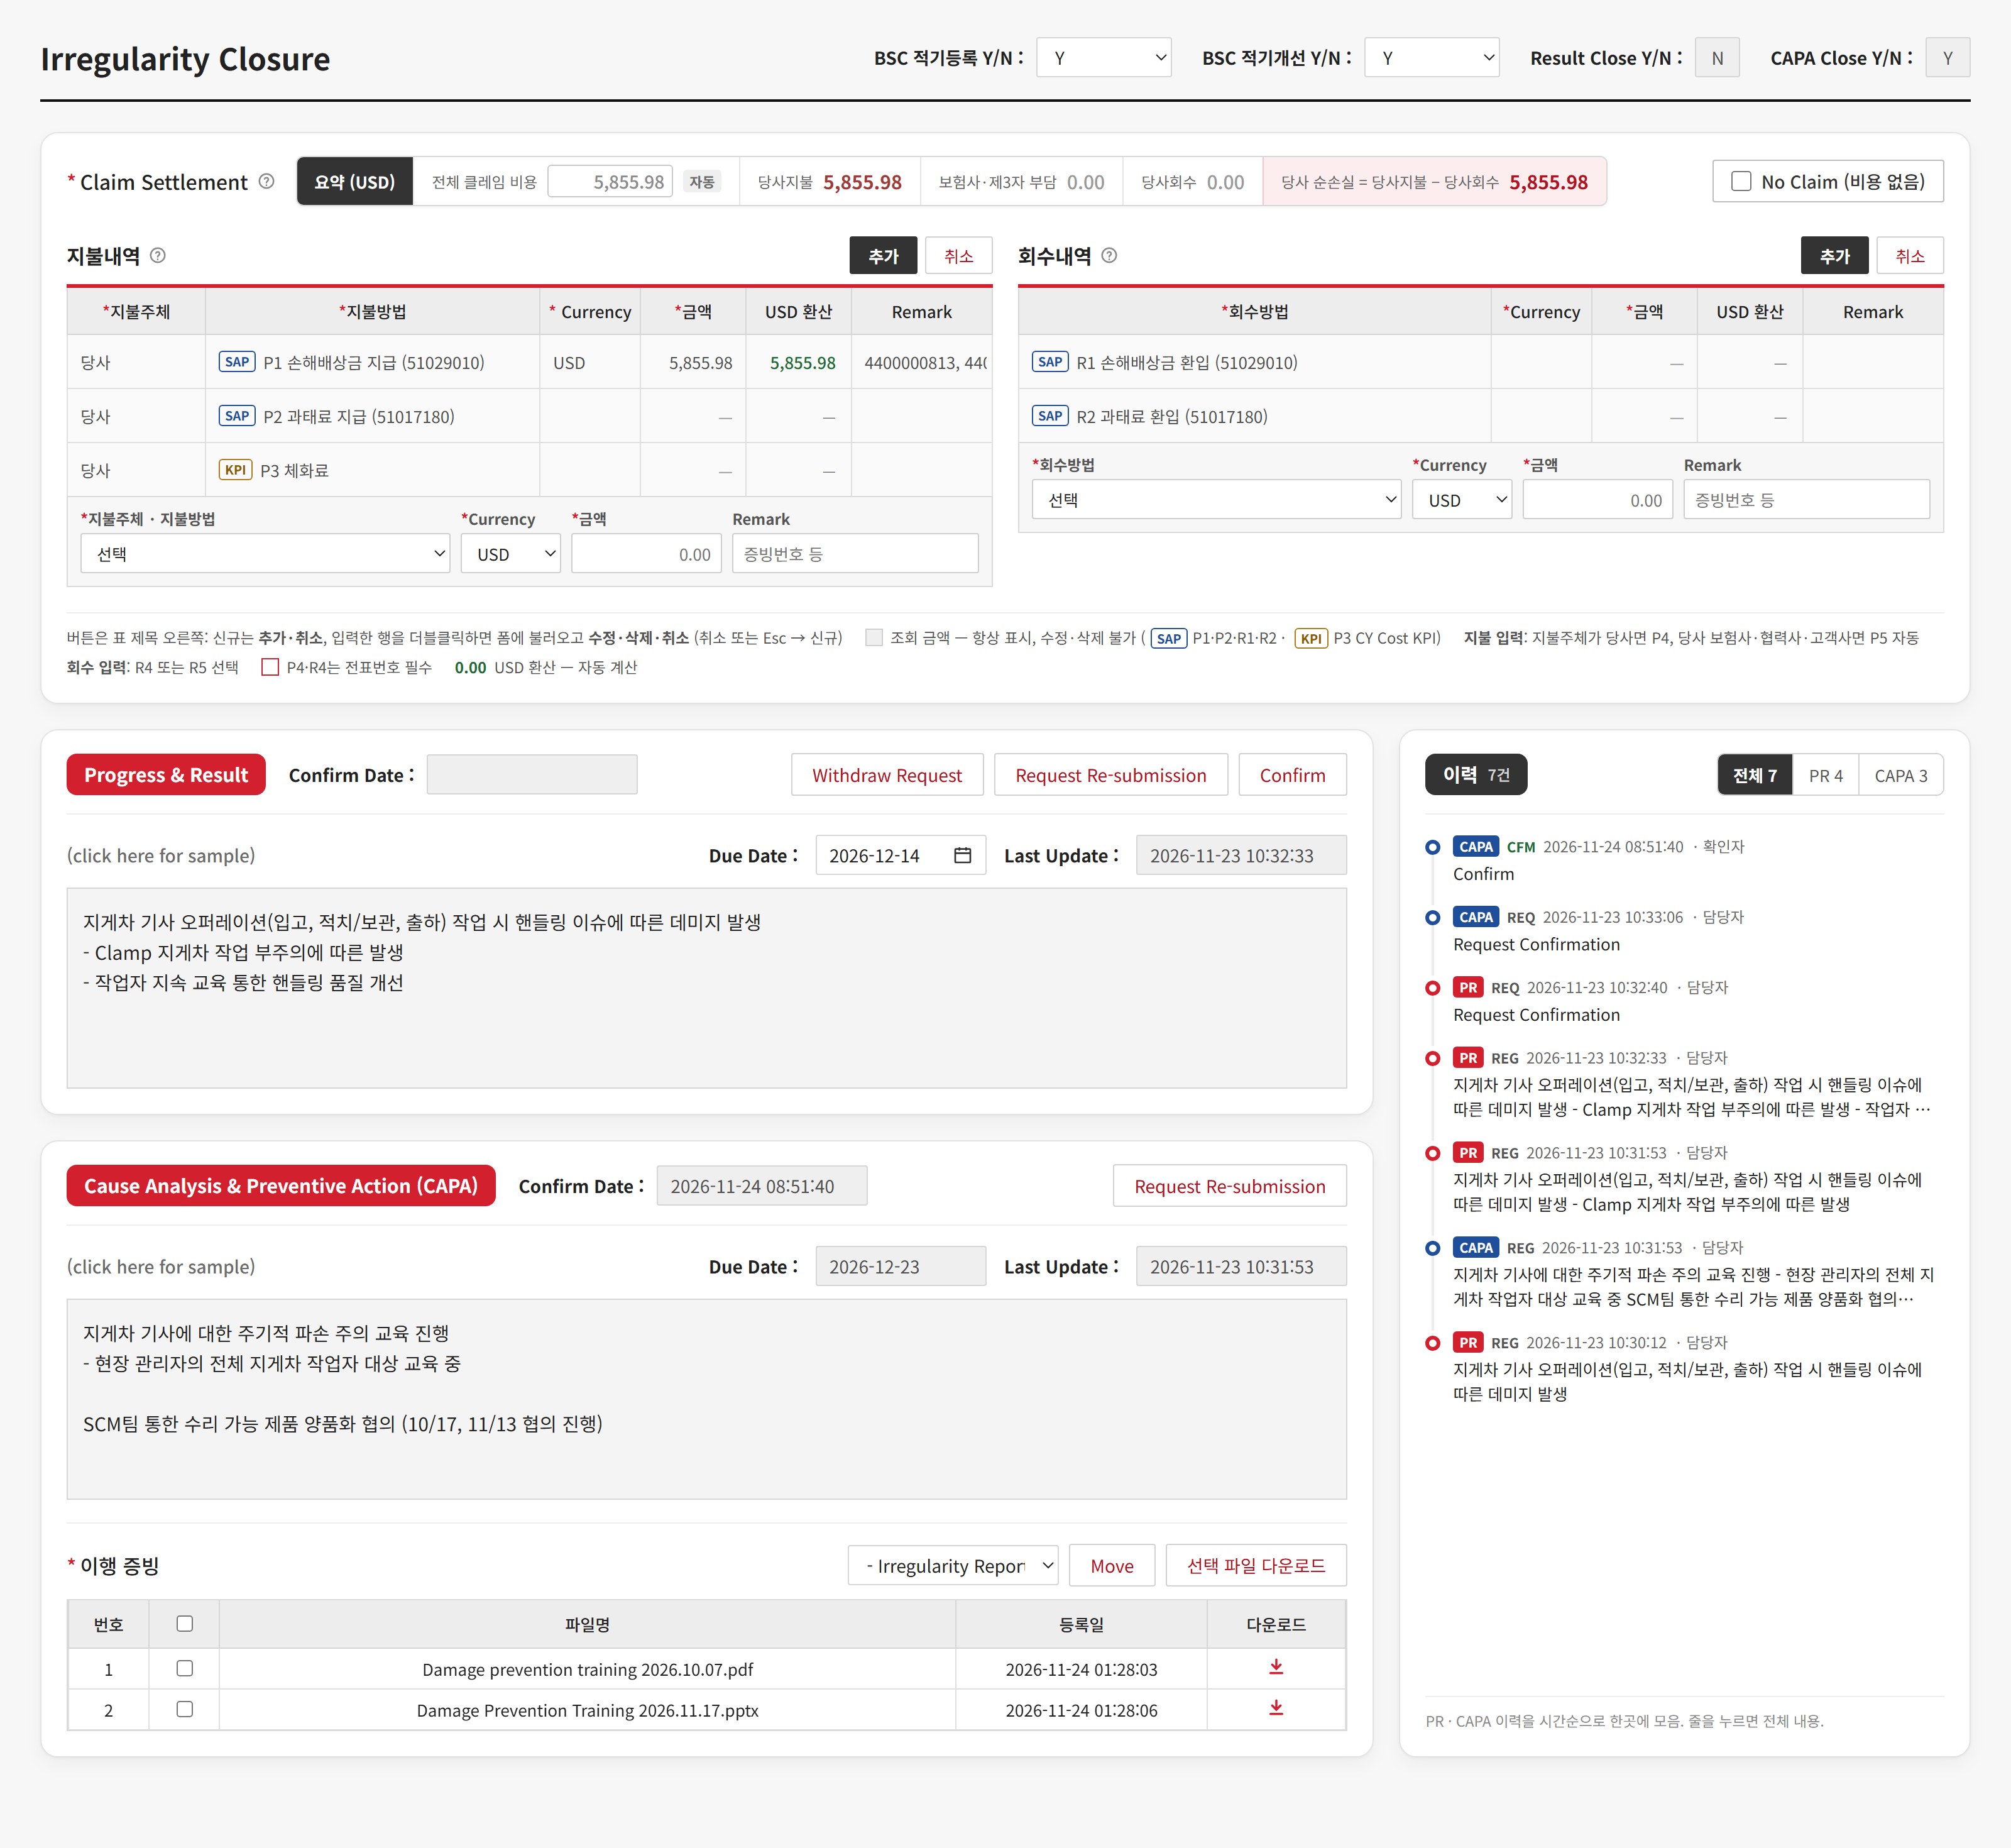 Irregularity Closure
BSC 적기등록 Y/N : Y BSC 적기개선 Y/N : Y Result Close Y/N : N CAPA Close Y/N : Y
* Claim Settlement ? 요약 (USD) 전체 클레임 비용 5,855.98 자동 당사지불 5,855.98 보험사·제3자 부담 0.00 당사회수 0.00 당사 순손실 = 당사지불 − 당사회수 5,855.98 No Claim (비용 없음)
지불내역 ? 추가 취소
*지불주체 *지불방법 * Currency *금액 USD 환산 Remark
당사 SAP P1 손해배상금 지급 (51029010) USD 5,855.98 5,855.98 4400000813, 440
당사 SAP P2 과태료 지급 (51017180) — —
당사 KPI P3 체화료 — —
*지불주체 · 지불방법 *Currency *금액 Remark
선택 USD 0.00 증빙번호 등
회수내역 ? 추가 취소
*회수방법 *Currency *금액 USD 환산 Remark
SAP R1 손해배상금 환입 (51029010) — —
SAP R2 과태료 환입 (51017180) — —
*회수방법 *Currency *금액 Remark
선택 USD 0.00 증빙번호 등
버튼은 표 제목 오른쪽: 신규는 추가·취소, 입력한 행을 더블클릭하면 폼에 불러오고 수정·삭제·취소 (취소 또는 Esc → 신규) 조회 금액 — 항상 표시, 수정·삭제 불가 ( SAP P1·P2·R1·R2 · KPI P3 CY Cost KPI) 지불 입력: 지불주체가 당사면 P4, 당사 보험사·협력사·고객사면 P5 자동
회수 입력: R4 또는 R5 선택 P4·R4는 전표번호 필수 0.00 USD 환산 — 자동 계산
Progress & Result Confirm Date : Withdraw Request Request Re-submission Confirm
(click here for sample) Due Date : 2026-12-14 Last Update : 2026-11-23 10:32:33
지게차 기사 오퍼레이션(입고, 적치/보관, 출하) 작업 시 핸들링 이슈에 따른 데미지 발생
- Clamp 지게차 작업 부주의에 따른 발생
- 작업자 지속 교육 통한 핸들링 품질 개선
Cause Analysis & Preventive Action (CAPA) Confirm Date : 2026-11-24 08:51:40 Request Re-submission
(click here for sample) Due Date : 2026-12-23 Last Update : 2026-11-23 10:31:53
지게차 기사에 대한 주기적 파손 주의 교육 진행
- 현장 관리자의 전체 지게차 작업자 대상 교육 중
SCM팀 통한 수리 가능 제품 양품화 협의 (10/17, 11/13 협의 진행)
* 이행 증빙 - Irregularity Repor Move 선택 파일 다운로드
번호 파일명 등록일 다운로드
1 Damage prevention training 2026.10.07.pdf 2026-11-24 01:28:03
2 Damage Prevention Training 2026.11.17.pptx 2026-11-24 01:28:06
이력 7건 전체 7 PR 4 CAPA 3
CAPA CFM 2026-11-24 08:51:40 · 확인자
Confirm
CAPA REQ 2026-11-23 10:33:06 · 담당자
Request Confirmation
PR REQ 2026-11-23 10:32:40 · 담당자
Request Confirmation
PR REG 2026-11-23 10:32:33 · 담당자
지게차 기사 오퍼레이션(입고, 적치/보관, 출하) 작업 시 핸들링 이슈에
따른 데미지 발생 - Clamp 지게차 작업 부주의에 따른 발생 - 작업자 …
PR REG 2026-11-23 10:31:53 · 담당자
지게차 기사 오퍼레이션(입고, 적치/보관, 출하) 작업 시 핸들링 이슈에
따른 데미지 발생 - Clamp 지게차 작업 부주의에 따른 발생
CAPA REG 2026-11-23 10:31:53 · 담당자
지게차 기사에 대한 주기적 파손 주의 교육 진행 - 현장 관리자의 전체 지
게차 작업자 대상 교육 중 SCM팀 통한 수리 가능 제품 양품화 협의…
PR REG 2026-11-23 10:30:12 · 담당자
지게차 기사 오퍼레이션(입고, 적치/보관, 출하) 작업 시 핸들링 이슈에
따른 데미지 발생
PR · CAPA 이력을 시간순으로 한곳에 모음. 줄을 누르면 전체 내용.